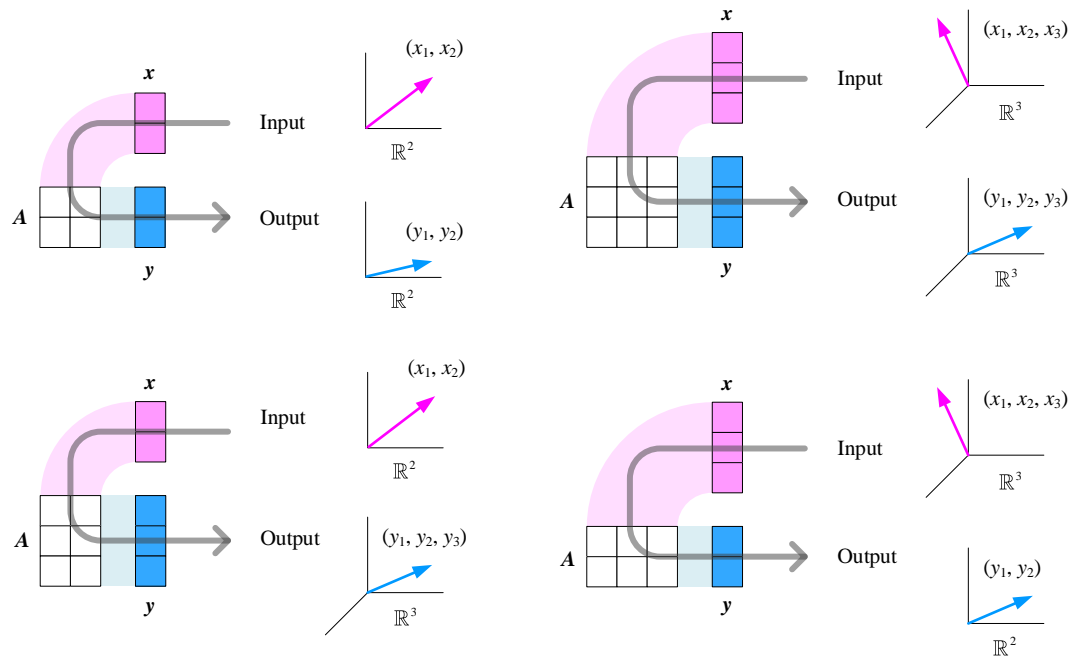 x
(x₁, x₂)
Input
ℝ²
A
Output
(y₁, y₂)
y
ℝ²
x
(x₁, x₂, x₃)
Input
ℝ³
A
Output
(y₁, y₂, y₃)
y
ℝ³
x
(x₁, x₂)
Input
ℝ²
A
Output
(y₁, y₂, y₃)
y
ℝ³
x
(x₁, x₂, x₃)
Input
ℝ³
A
Output
(y₁, y₂)
y
ℝ²